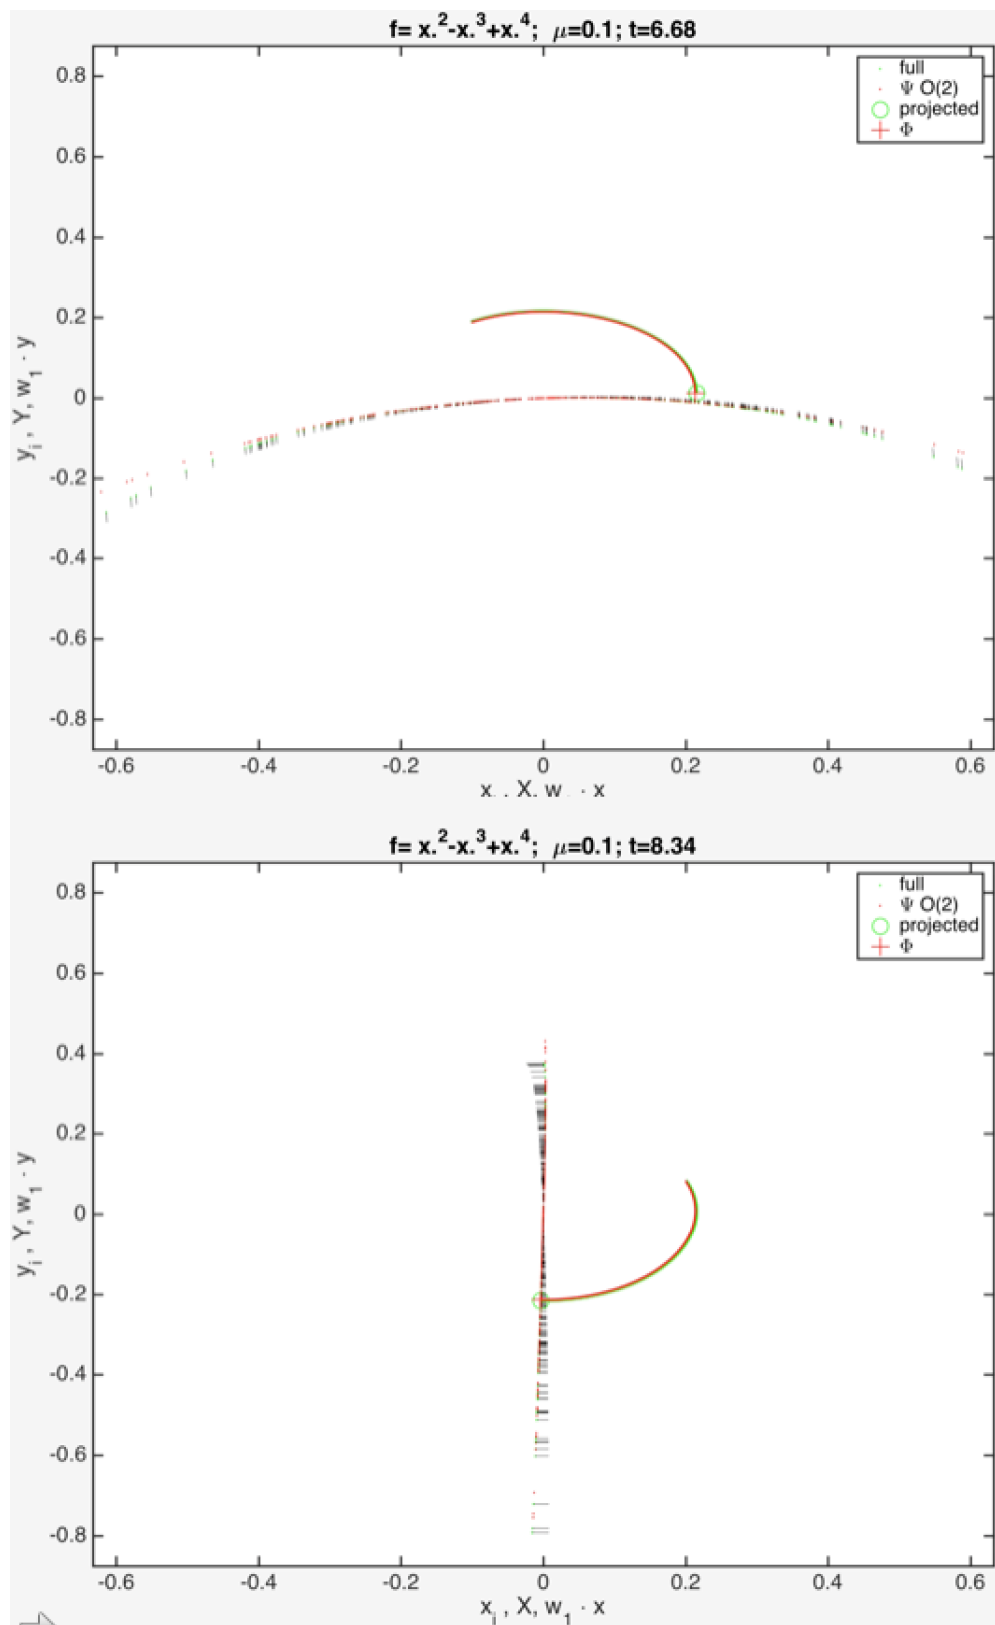 f= x.²-x.³+x.⁴;  μ=0.1; t=6.68
full
Ψ O(2)
projected
Φ
0.8
0.6
0.4
0.2
0
-0.2
-0.4
-0.6
-0.8
yᵢ , Y, w₁ · y
-0.6 -0.4 -0.2 0 0.2 0.4 0.6
X, w · x
f= x.²-x.³+x.⁴;  μ=0.1; t=8.34
full
Ψ O(2)
projected
Φ
0.8
0.6
0.4
0.2
0
-0.2
-0.4
-0.6
-0.8
yᵢ , Y, w₁ · y
-0.6 -0.4 -0.2 0 0.2 0.4 0.6
xᵢ , X, w₁ · x